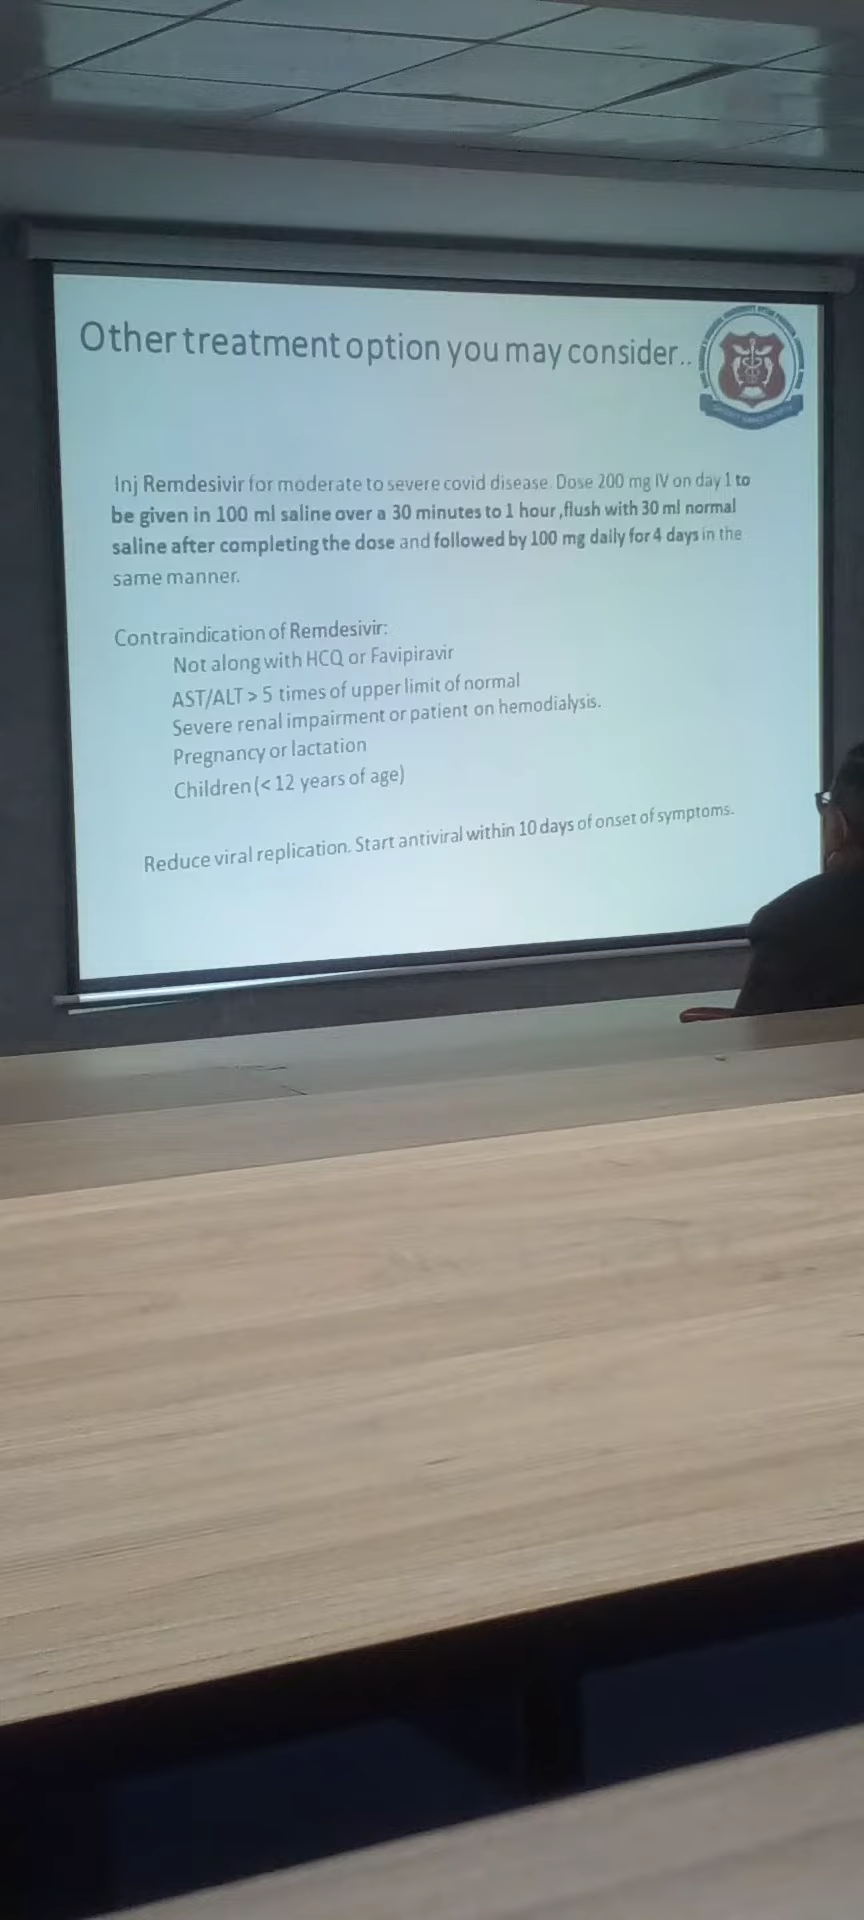 Other treatment option you may consider..
Inj Remdesivir for moderate to severe covid disease. Dose 200 mg IV on day 1 to
be given in 100 ml saline over a 30 minutes to 1 hour ,flush with 30 ml normal
saline after completing the dose and followed by 100 mg daily for 4 days in the
same manner.
Contraindication of Remdesivir:
Not along with HCQ or Favipiravir
AST/ALT > 5 times of upper limit of normal
Severe renal impairment or patient on hemodialysis.
Pregnancy or lactation
Children (< 12 years of age)
Reduce viral replication. Start antiviral within 10 days of onset of symptoms.